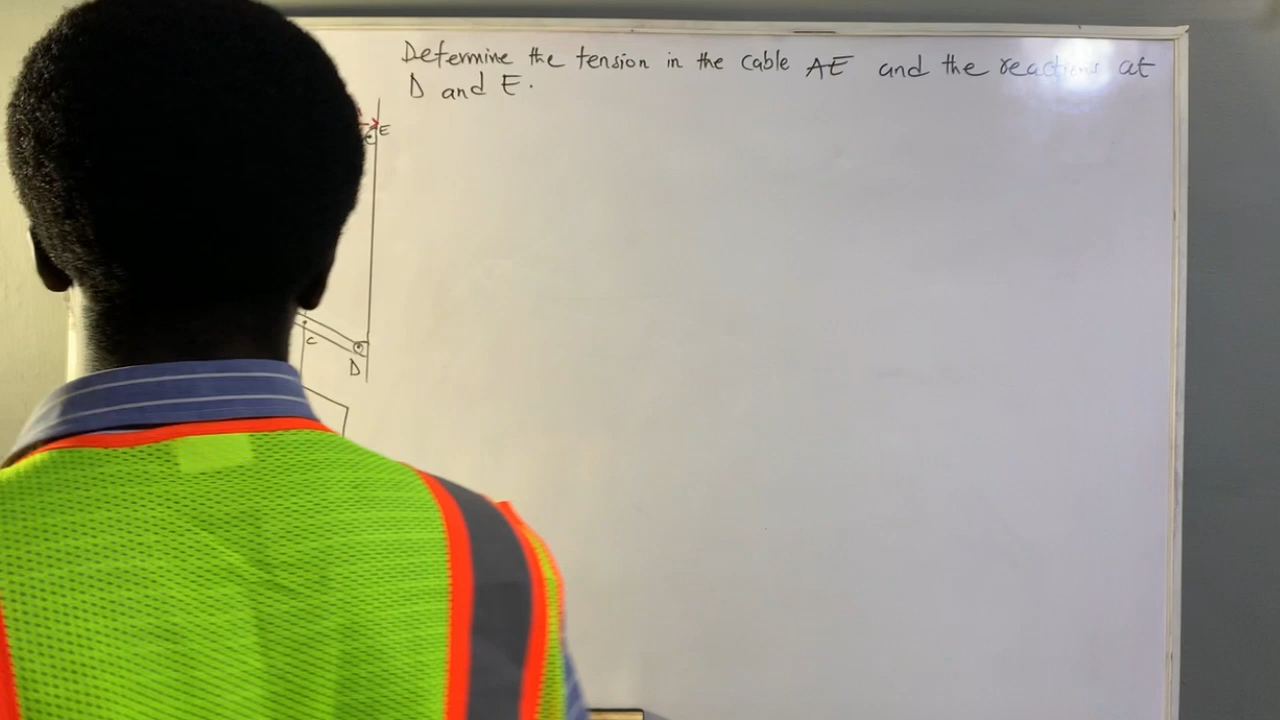 Determine the tension in the cable AE and the reactions at
D and E.
E
C
D